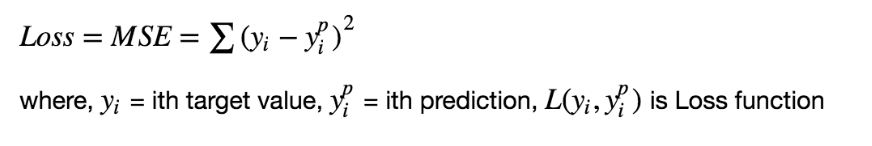 Loss = MSE = ∑(yᵢ − yᵢᵖ)²
where, yᵢ = ith target value, yᵢᵖ = ith prediction, L(yᵢ, yᵢᵖ) is Loss function